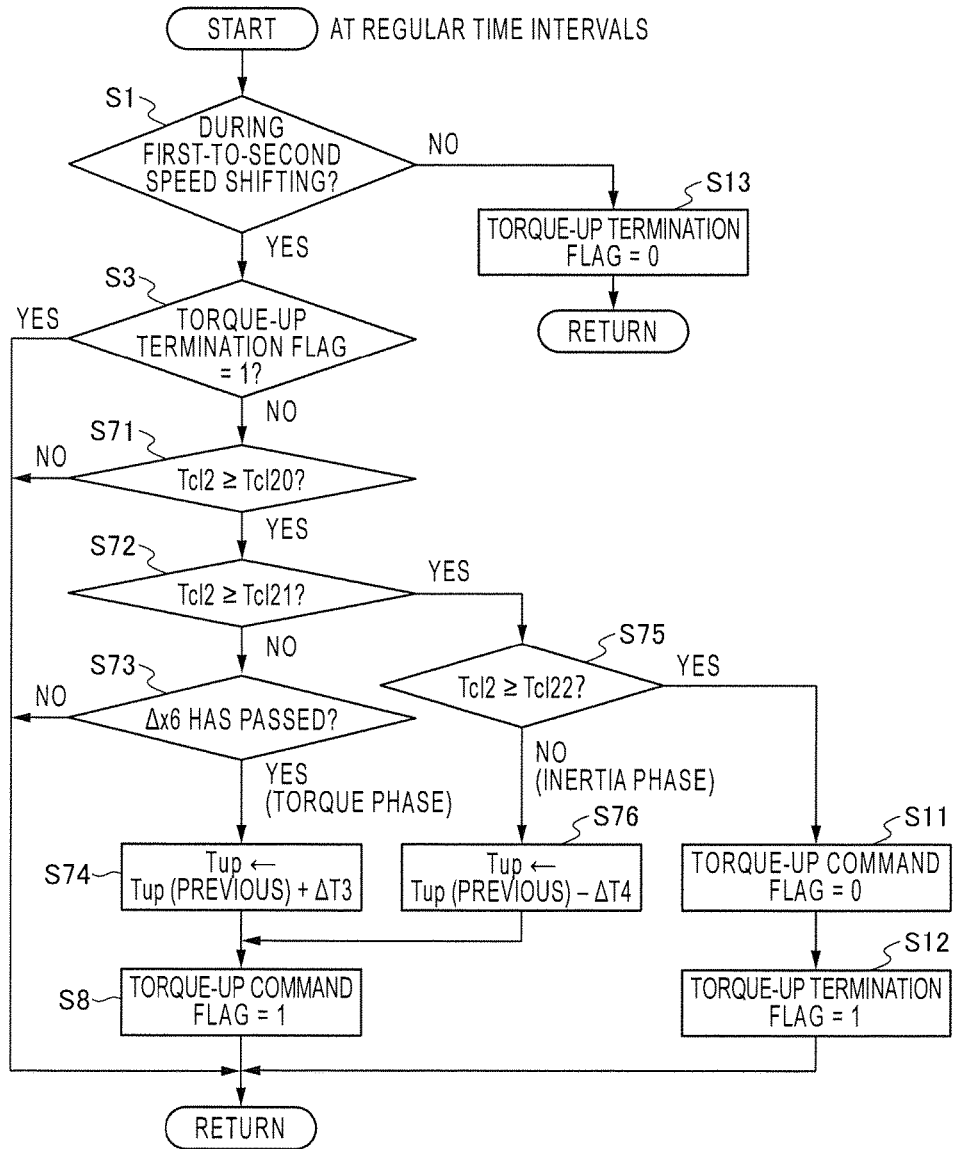 START
AT REGULAR TIME INTERVALS
S1
DURING
FIRST-TO-SECOND
SPEED SHIFTING?
NO
YES
S13
TORQUE-UP TERMINATION
FLAG = 0
RETURN
S3
YES
TORQUE-UP
TERMINATION FLAG
= 1?
NO
S71
NO
Tcl2 ≥ Tcl20?
YES
S72
Tcl2 ≥ Tcl21?
YES
NO
S73
NO
Δx6 HAS PASSED?
YES
(TORQUE PHASE)
S75
Tcl2 ≥ Tcl22?
YES
NO
(INERTIA PHASE)
S74
Tup ←
Tup (PREVIOUS) + ΔT3
S76
Tup ←
Tup (PREVIOUS) – ΔT4
S11
TORQUE-UP COMMAND
FLAG = 0
S8
TORQUE-UP COMMAND
FLAG = 1
S12
TORQUE-UP TERMINATION
FLAG = 1
RETURN